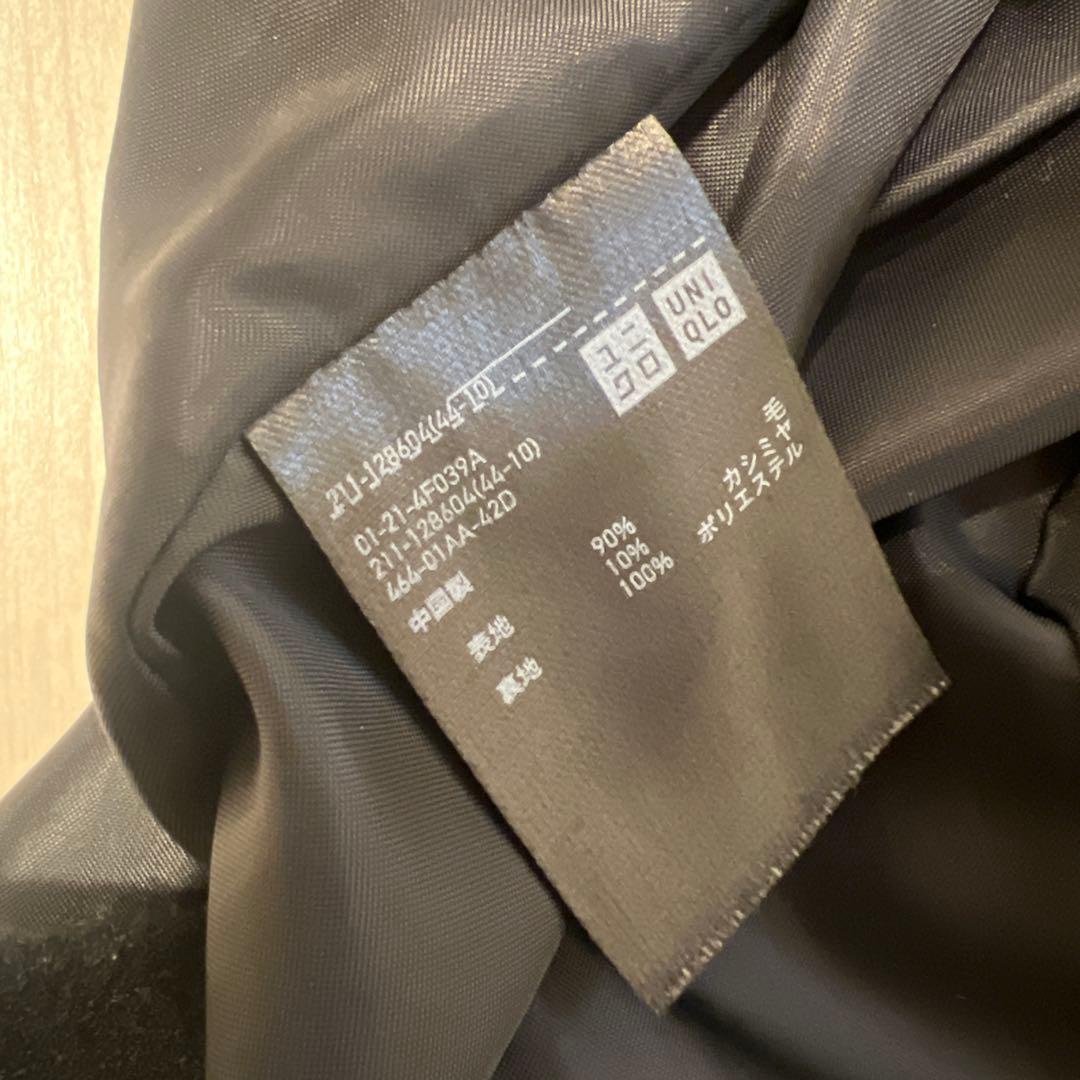 211-128604(44-10)
ユニクロ
UNIQLO
01-21-4F039A
211-128604(44-10)
464-01AA-42D
中国製
表地 90% 毛
10% カシミヤ
裏地 100% ポリエステル